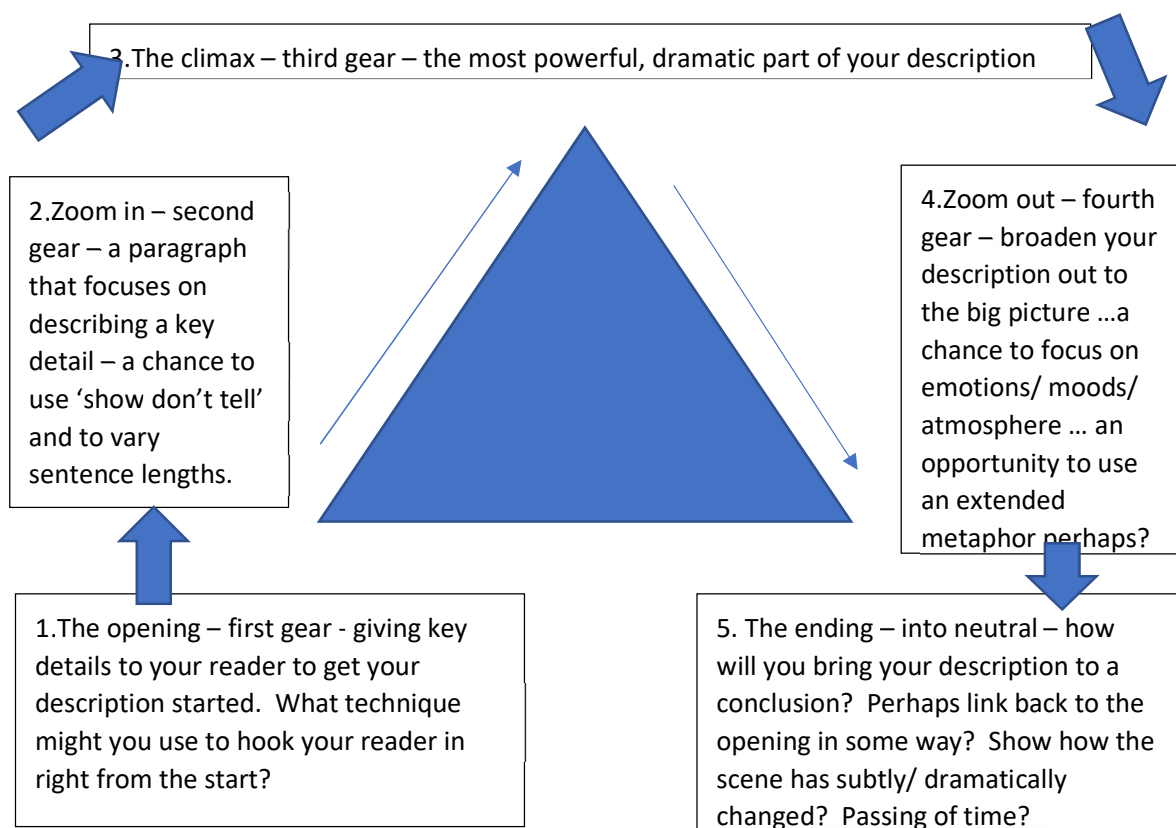 3.The climax – third gear – the most powerful, dramatic part of your description
2.Zoom in – second
gear – a paragraph
that focuses on
describing a key
detail – a chance to
use ‘show don’t tell’
and to vary
sentence lengths.
4.Zoom out – fourth
gear – broaden your
description out to
the big picture …a
chance to focus on
emotions/ moods/
atmosphere … an
opportunity to use
an extended
metaphor perhaps?
1.The opening – first gear - giving key
details to your reader to get your
description started.  What technique
might you use to hook your reader in
right from the start?
5. The ending – into neutral – how
will you bring your description to a
conclusion?  Perhaps link back to the
opening in some way?  Show how the
scene has subtly/ dramatically
changed?  Passing of time?